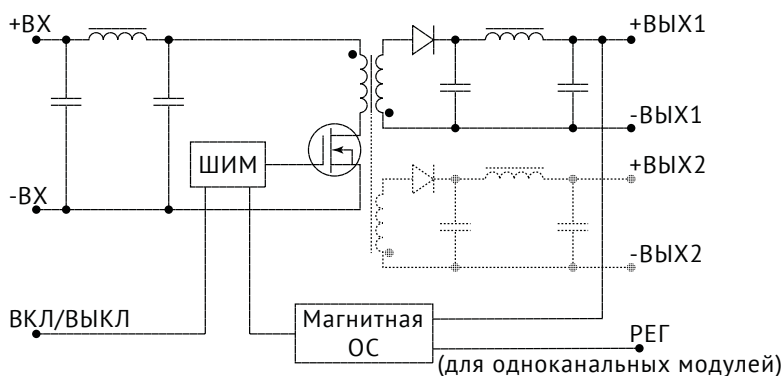 +ВХ
+ВЫХ1
-ВЫХ1
ШИМ
+ВЫХ2
-ВХ
-ВЫХ2
ВКЛ/ВЫКЛ
Магнитная
ОС
РЕГ
(для одноканальных модулей)